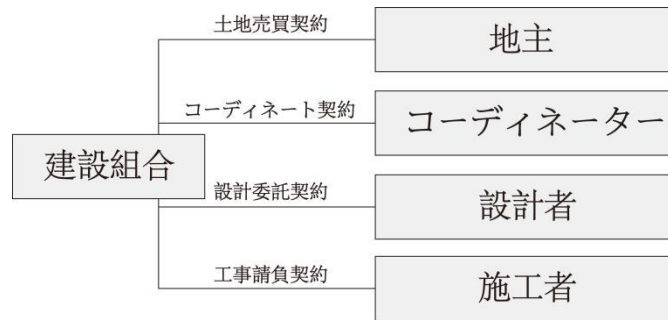 土地売買契約
地主
コーディネート契約
コーディネーター
建設組合
設計委託契約
設計者
工事請負契約
施工者